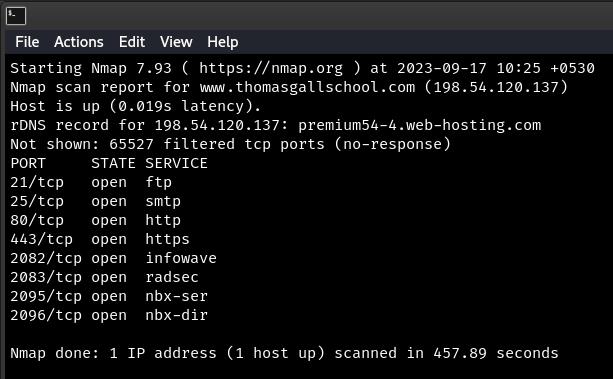 File Actions Edit View Help
Starting Nmap 7.93 ( https://nmap.org ) at 2023-09-17 10:25 +0530
Nmap scan report for www.thomasgallschool.com (198.54.120.137)
Host is up (0.019s latency).
rDNS record for 198.54.120.137: premium54-4.web-hosting.com
Not shown: 65527 filtered tcp ports (no-response)
PORT     STATE SERVICE
21/tcp   open  ftp
25/tcp   open  smtp
80/tcp   open  http
443/tcp  open  https
2082/tcp open  infowave
2083/tcp open  radsec
2095/tcp open  nbx-ser
2096/tcp open  nbx-dir
Nmap done: 1 IP address (1 host up) scanned in 457.89 seconds